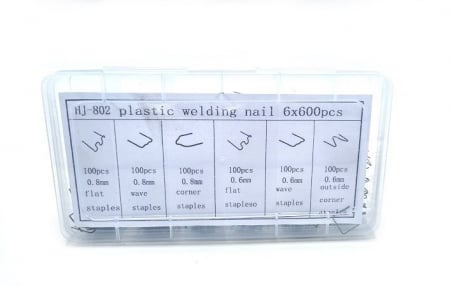 HJ-802 plastic welding nail 6x600pcs
100pcs
0.8mm
flat
staples
100pcs
0.8mm
wave
staples
100pcs
0.8mm
corner
staples
100pcs
0.6mm
flat
stapleso
100pcs
0.6mm
wave
staples
100pcs
0.6mm
outside
corner
staples